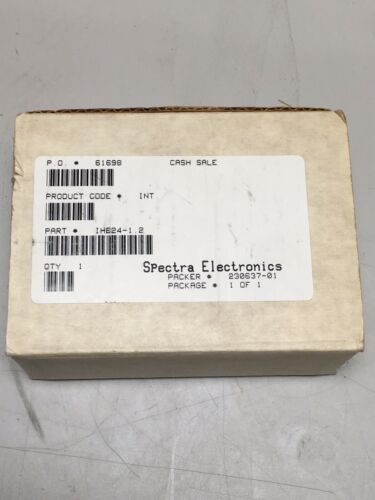 P.O. * 61698 CASH SALE
PRODUCT CODE * INT
PART * IHB24-1.2
QTY 1 Spectra Electronics
PACKER * 230637-01
PACKAGE * 1 OF 1